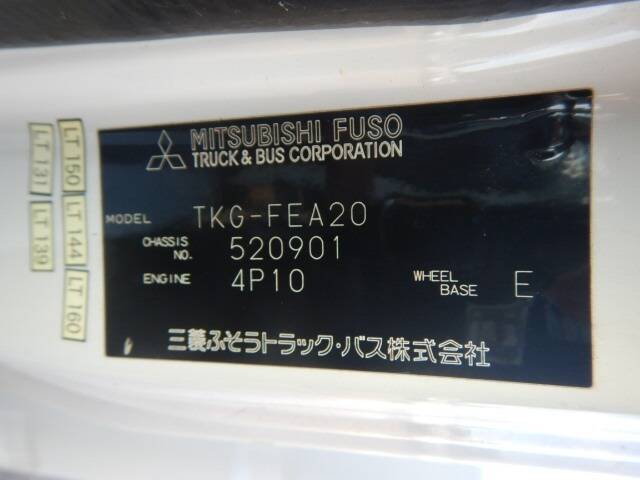 MITSUBISHI FUSO
TRUCK & BUS CORPORATION
MODEL TKG-FEA20
CHASSIS NO. 520901
ENGINE 4P10 WHEEL BASE E
三菱ふそうトラック・バス株式会社
LT 131
LT 139
LT 150
LT 144
LT 160